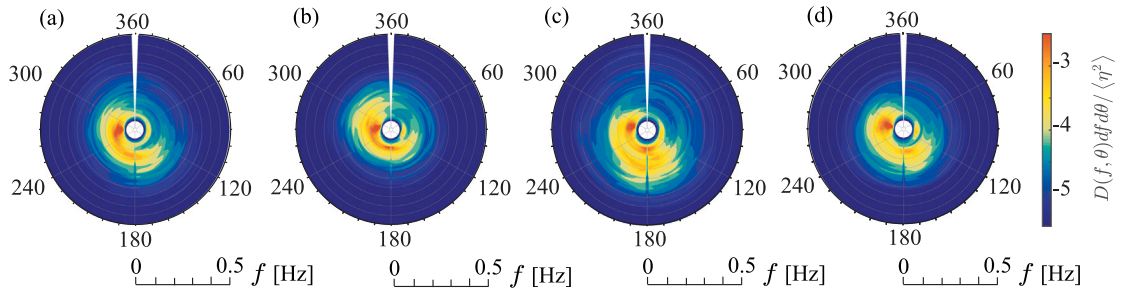 (a) 360 60 120 180 240 300
0 0.5 f [Hz]
(b) 360 60 120 180 240 300
0 0.5 f [Hz]
(c) 360 60 120 180 240 300
0 0.5 f [Hz]
(d) 360 60 120 180 240 300
0 0.5 f [Hz]
-3
-4
-5
D(f, θ)dfdθ/ ⟨η²⟩